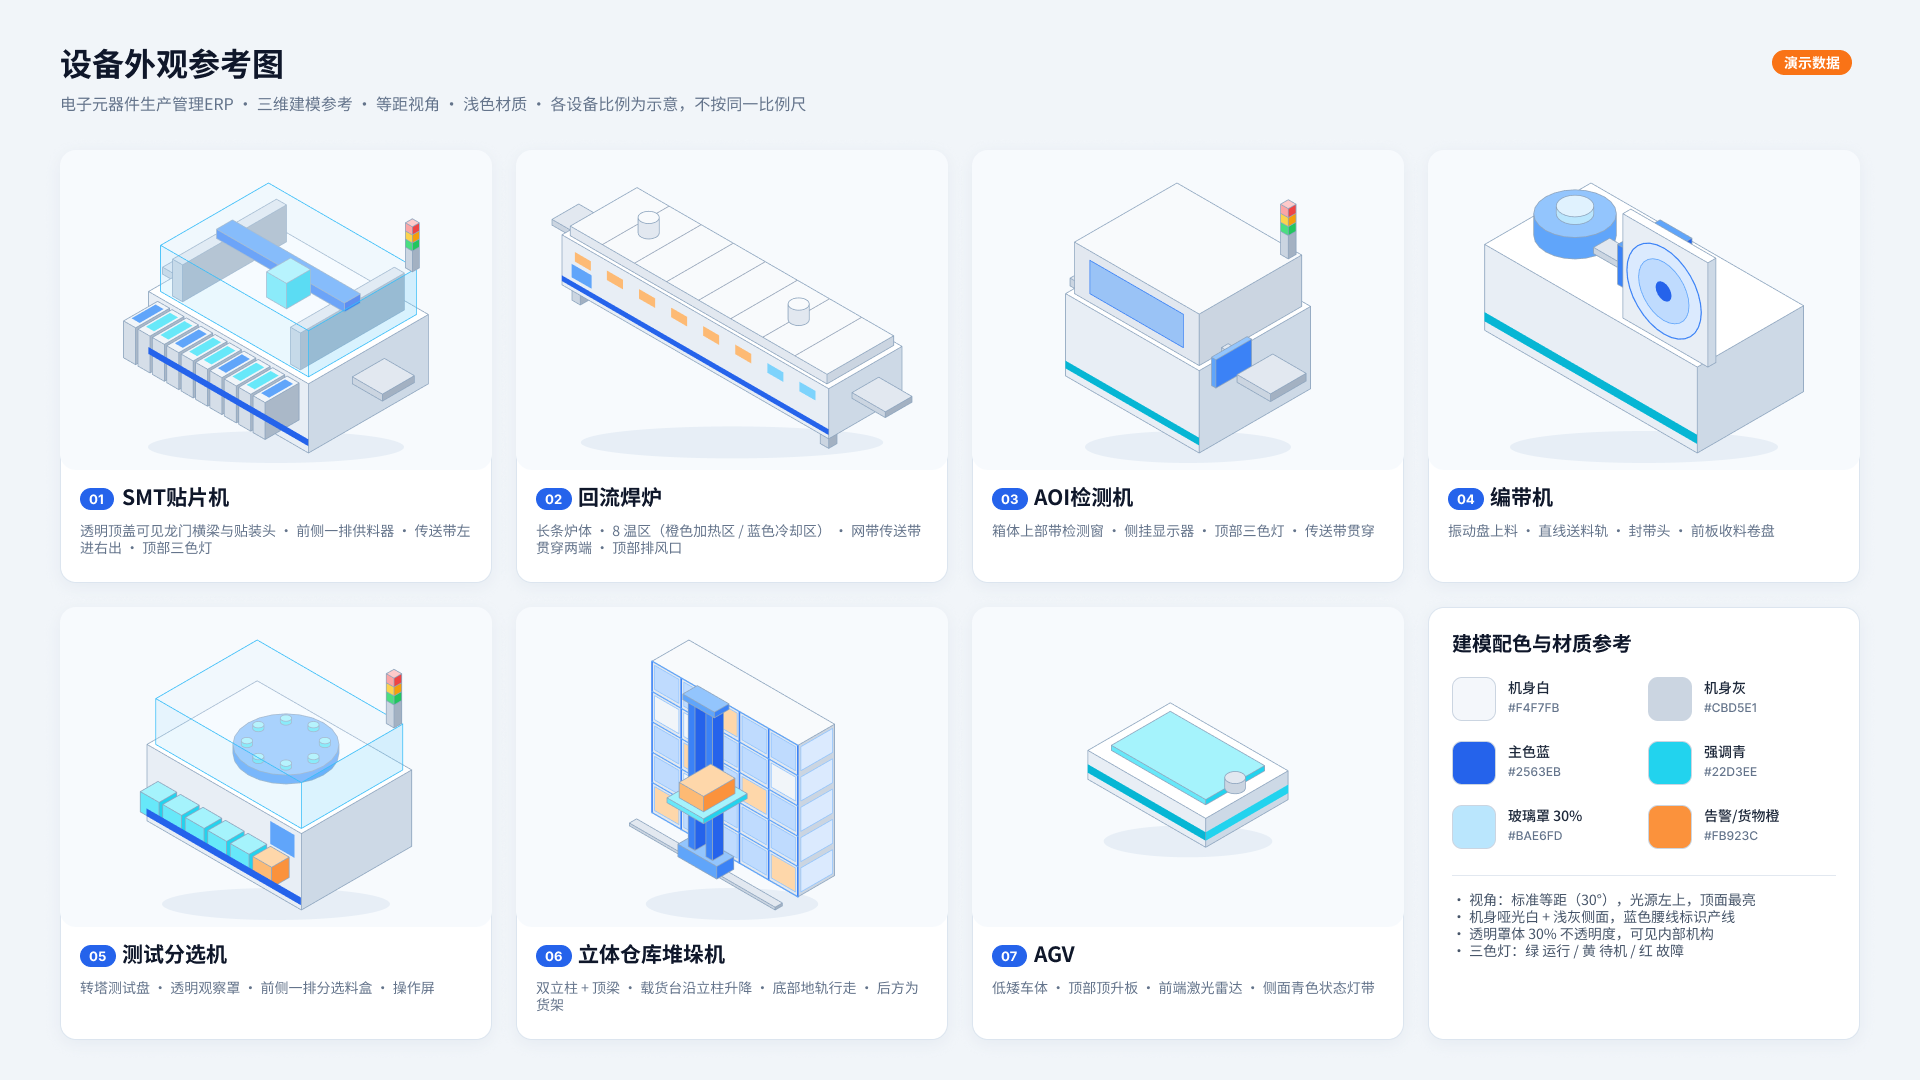 设备外观参考图
演示数据
电子元器件生产管理ERP • 三维建模参考 • 等距视角 • 浅色材质 • 各设备比例为示意，不按同一比例尺
01 SMT贴片机
透明顶盖可见龙门横梁与贴装头 • 前侧一排供料器 • 传送带左
进右出 • 顶部三色灯
02 回流焊炉
长条炉体 • 8 温区（橙色加热区 / 蓝色冷却区） • 网带传送带
贯穿两端 • 顶部排风口
03 AOI检测机
箱体上部带检测窗 • 侧挂显示器 • 顶部三色灯 • 传送带贯穿
04 编带机
振动盘上料 • 直线送料轨 • 封带头 • 前板收料卷盘
05 测试分选机
转塔测试盘 • 透明观察罩 • 前侧一排分选料盒 • 操作屏
06 立体仓库堆垛机
双立柱 + 顶梁 • 载货台沿立柱升降 • 底部地轨行走 • 后方为
货架
07 AGV
低矮车体 • 顶部顶升板 • 前端激光雷达 • 侧面青色状态灯带
建模配色与材质参考
机身白
#F4F7FB
机身灰
#CBD5E1
主色蓝
#2563EB
强调青
#22D3EE
玻璃罩 30%
#BAE6FD
告警/货物橙
#FB923C
• 视角：标准等距（30°），光源左上，顶面最亮
• 机身哑光白 + 浅灰侧面，蓝色腰线标识产线
• 透明罩体 30% 不透明度，可见内部机构
• 三色灯：绿 运行 / 黄 待机 / 红 故障